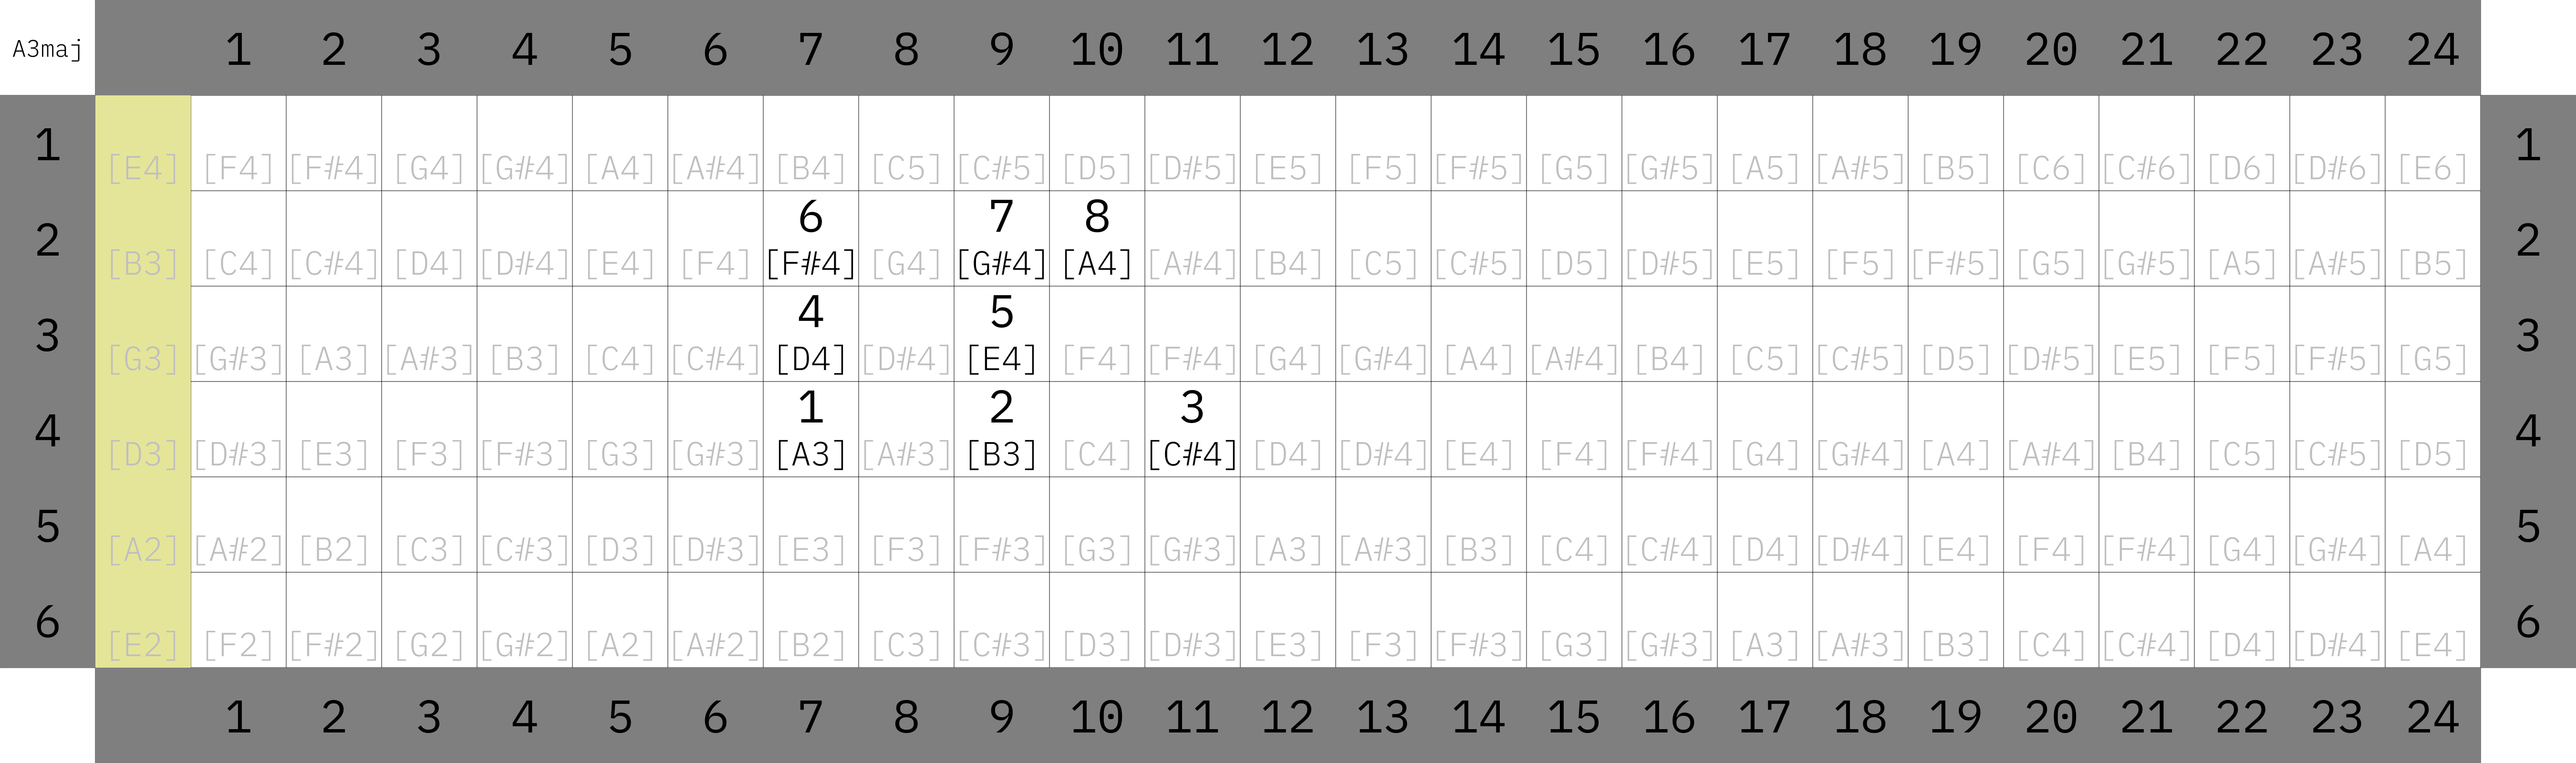 A3maj 1 2 3 4 5 6 7 8 9 10 11 12 13 14 15 16 17 18 19 20 21 22 23 24
1 1
[E4] [F4] [F#4] [G4] [G#4] [A4] [A#4] [B4] [C5] [C#5] [D5] [D#5] [E5] [F5] [F#5] [G5] [G#5] [A5] [A#5] [B5] [C6] [C#6] [D6] [D#6] [E6]
2 6 7 8 2
[B3] [C4] [C#4] [D4] [D#4] [E4] [F4] [F#4] [G4] [G#4] [A4] [A#4] [B4] [C5] [C#5] [D5] [D#5] [E5] [F5] [F#5] [G5] [G#5] [A5] [A#5] [B5]
3 4 5 3
[G3] [G#3] [A3] [A#3] [B3] [C4] [C#4] [D4] [D#4] [E4] [F4] [F#4] [G4] [G#4] [A4] [A#4] [B4] [C5] [C#5] [D5] [D#5] [E5] [F5] [F#5] [G5]
4 1 2 3 4
[D3] [D#3] [E3] [F3] [F#3] [G3] [G#3] [A3] [A#3] [B3] [C4] [C#4] [D4] [D#4] [E4] [F4] [F#4] [G4] [G#4] [A4] [A#4] [B4] [C5] [C#5] [D5]
5 5
[A2] [A#2] [B2] [C3] [C#3] [D3] [D#3] [E3] [F3] [F#3] [G3] [G#3] [A3] [A#3] [B3] [C4] [C#4] [D4] [D#4] [E4] [F4] [F#4] [G4] [G#4] [A4]
6 6
[E2] [F2] [F#2] [G2] [G#2] [A2] [A#2] [B2] [C3] [C#3] [D3] [D#3] [E3] [F3] [F#3] [G3] [G#3] [A3] [A#3] [B3] [C4] [C#4] [D4] [D#4] [E4]
1 2 3 4 5 6 7 8 9 10 11 12 13 14 15 16 17 18 19 20 21 22 23 24